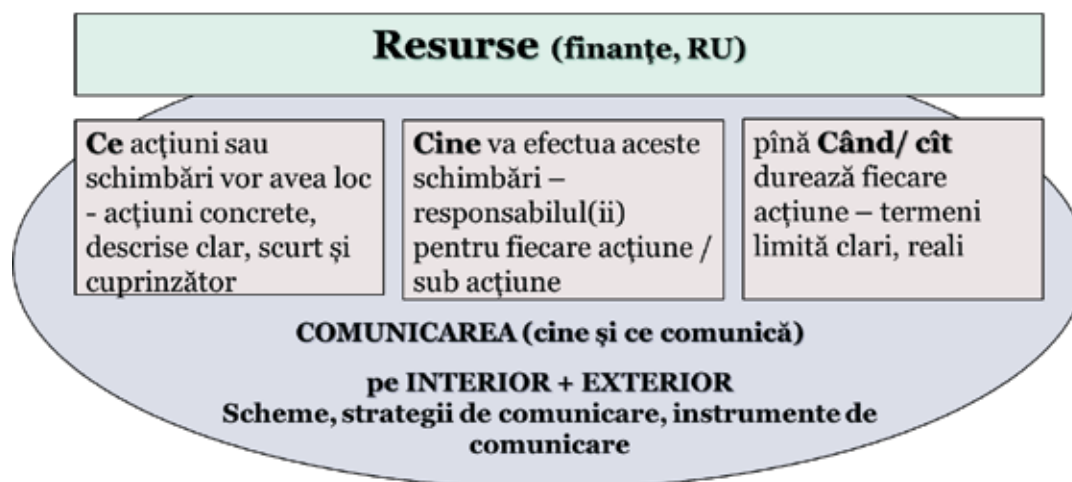 Resurse (finanțe, RU)
Ce acțiuni sau
schimbări vor avea loc
- acțiuni concrete,
descrise clar, scurt și
cuprinzător
Cine va efectua aceste
schimbări –
responsabilul(ii)
pentru fiecare acțiune /
sub acțiune
pînă Când/ cît
durează fiecare
acțiune – termeni
limită clari, reali
COMUNICAREA (cine și ce comunică)
pe INTERIOR + EXTERIOR
Scheme, strategii de comunicare, instrumente de
comunicare